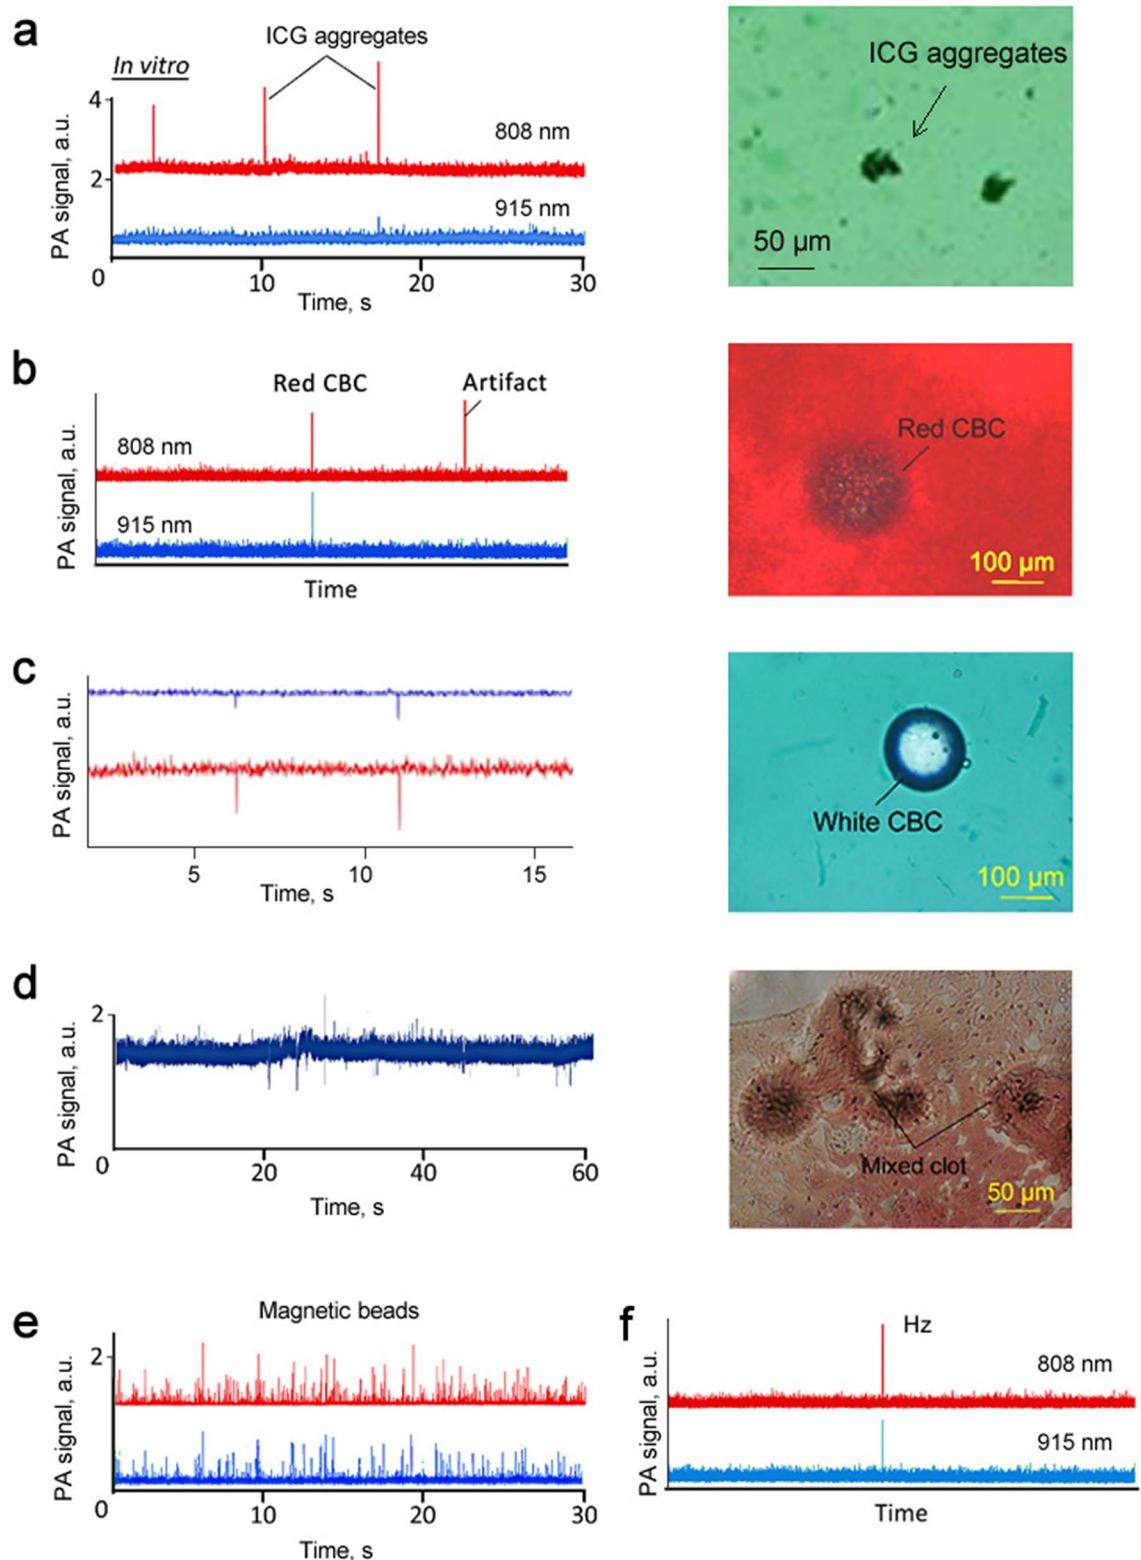 a
In vitro
ICG aggregates
4
2
0
PA signal, a.u.
808 nm
915 nm
10
20
30
Time, s
ICG aggregates
50 µm
b
Red CBC
Artifact
808 nm
915 nm
PA signal, a.u.
Time
Red CBC
100 µm
c
PA signal, a.u.
5
10
15
Time, s
White CBC
100 µm
d
2
0
PA signal, a.u.
20
40
60
Time, s
Mixed clot
50 µm
e
Magnetic beads
2
0
PA signal, a.u.
10
20
30
Time, s
f
Hz
808 nm
915 nm
PA signal, a.u.
Time